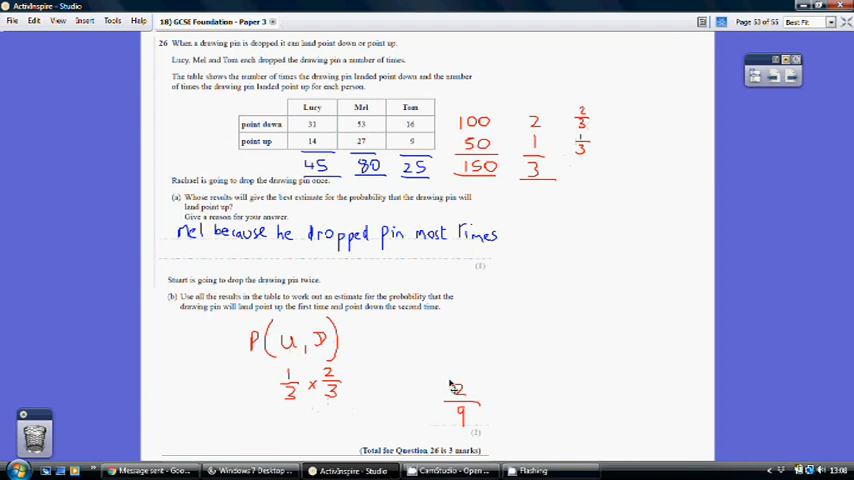 ActivInspire - Studio
File Edit View Insert Tools Help
18) GCSE Foundation - Paper 3
Page 53 of 55
Best Fit
26 When a drawing pin is dropped it can land point down or point up.
Lucy, Mel and Tom each dropped the drawing pin a number of times.
The table shows the number of times the drawing pin landed point down and the number
of times the drawing pin landed point up for each person.
Lucy Mel Tom
point down 31 53 16
point up 14 27 9
45 80 25
100 2 2/3
50 1 1/3
150 3
Rachael is going to drop the drawing pin once.
(a) Whose results will give the best estimate for the probability that the drawing pin will
land point up?
Give a reason for your answer.
Mel because he dropped pin most times
(1)
Stuart is going to drop the drawing pin twice.
(b) Use all the results in the table to work out an estimate for the probability that the
drawing pin will land point up the first time and point down the second time.
P(U, D)
1/3 x 2/3
2/9
(2)
(Total for Question 26 is 3 marks)
Message sent - Goo...
Windows 7 Desktop ...
ActivInspire - Studio
CamStudio - Open ...
Flashing
13:08